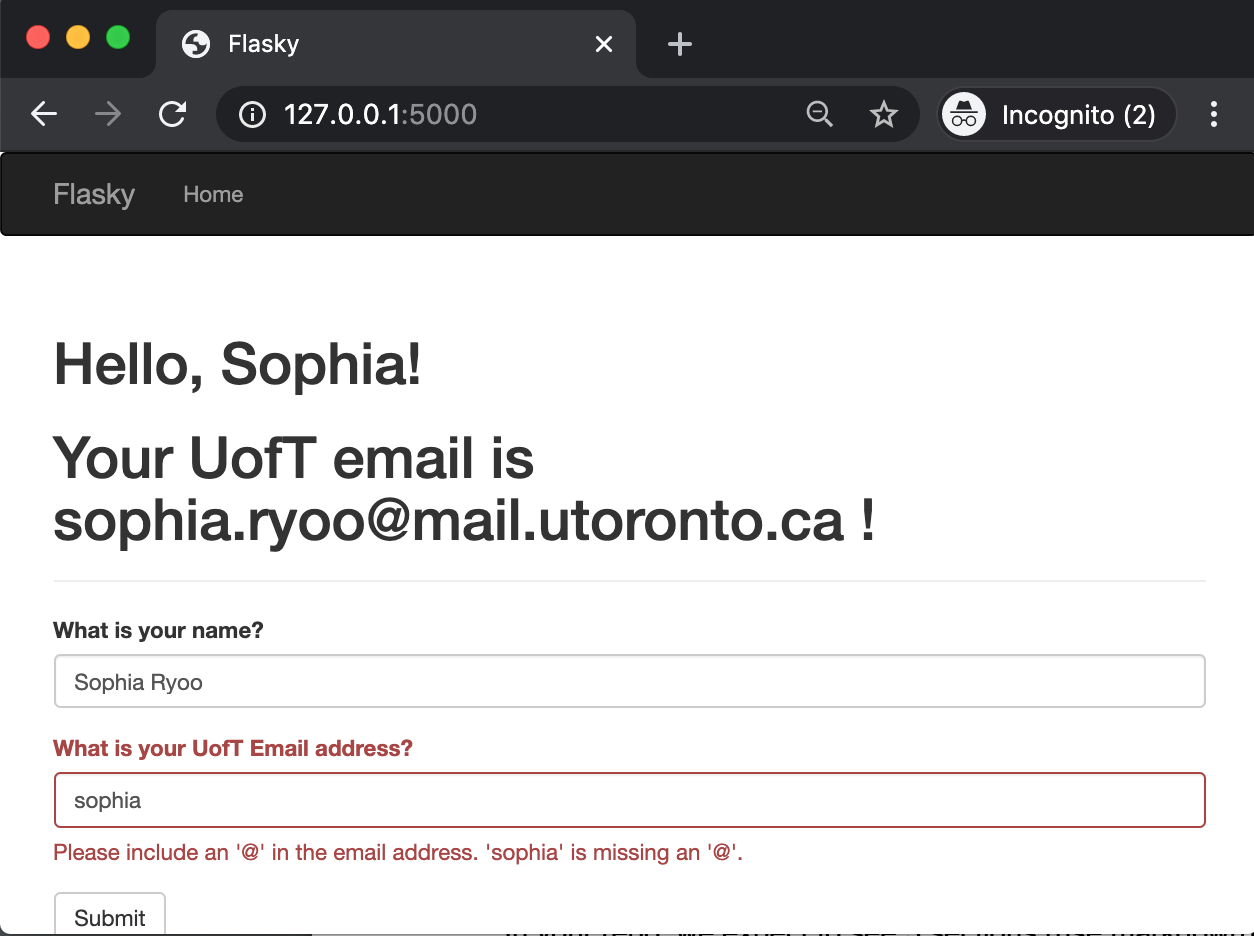 Flasky
127.0.0.1:5000
Incognito (2)
Flasky Home
Hello, Sophia!
Your UofT email is
sophia.ryoo@mail.utoronto.ca !
What is your name?
Sophia Ryoo
What is your UofT Email address?
sophia
Please include an '@' in the email address. 'sophia' is missing an '@'.
Submit